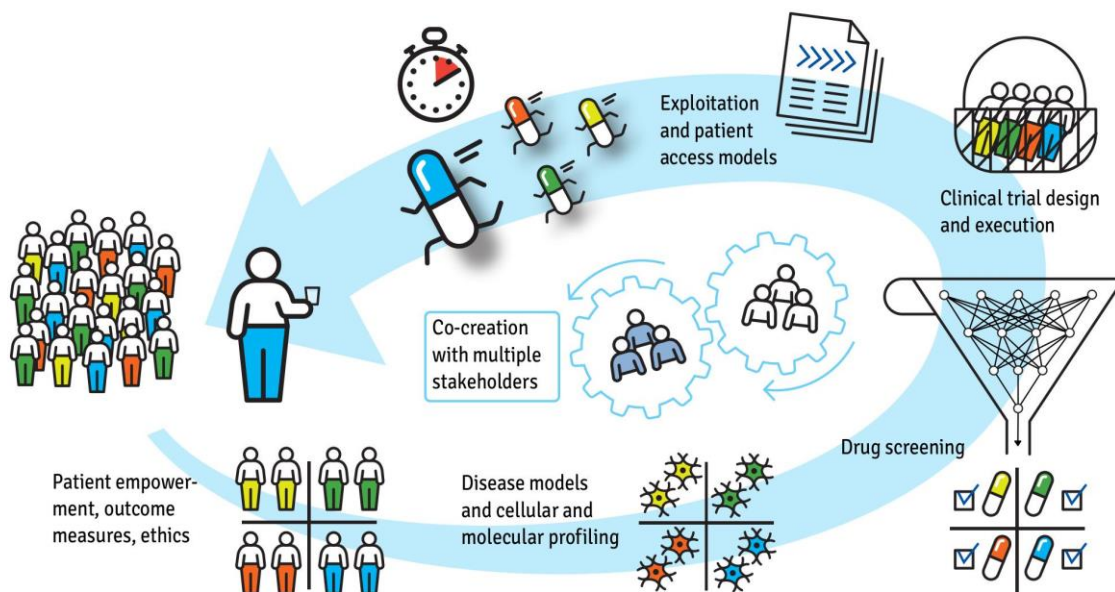 Exploitation
and patient
access models
Clinical trial design
and execution
Co-creation
with multiple
stakeholders
Drug screening
Patient empower-
ment, outcome
measures, ethics
Disease models
and cellular and
molecular profiling